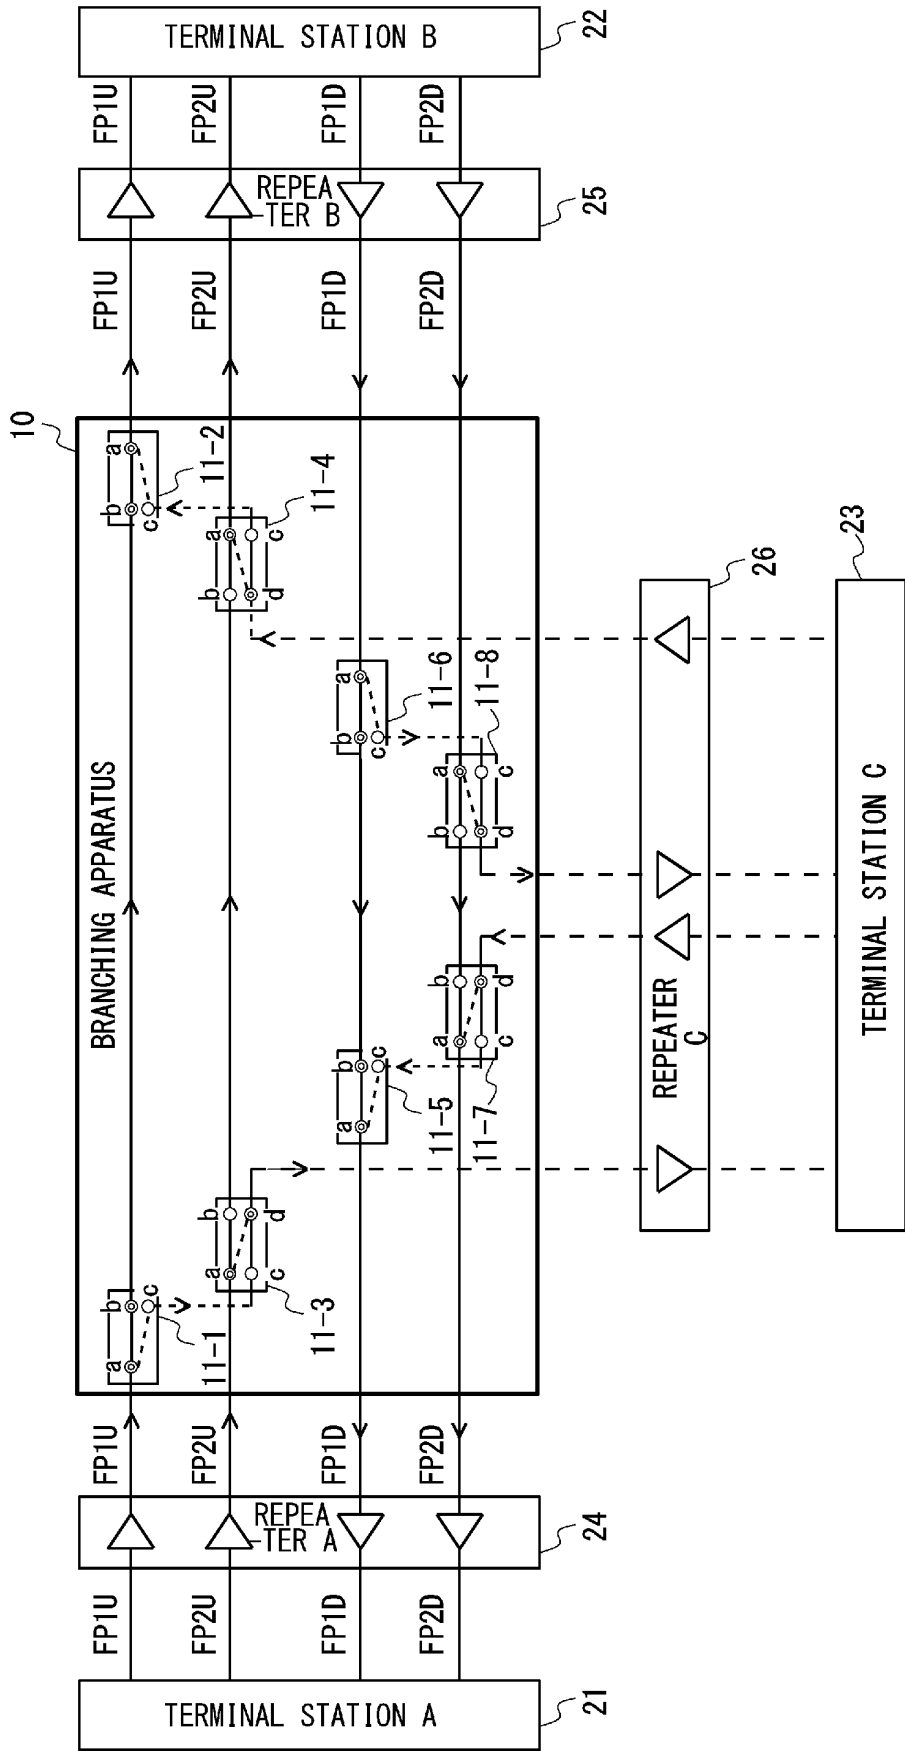 TERMINAL STATION A
21
FP1U
FP2U
FP1D
FP2D
REPEA
TER A
24
FP1U
FP2U
FP1D
FP2D
10
BRANCHING APPARATUS
a
b
c
11-1
a
b
c
d
11-3
b
a
c
11-2
b
a
d
c
11-4
a
b
c
11-5
b
a
c
11-6
a
b
c
d
11-7
b
a
d
c
11-8
FP1U
FP2U
FP1D
FP2D
REPEA
TER B
25
FP1U
FP2U
FP1D
FP2D
TERMINAL STATION B
22
REPEATER
C
26
TERMINAL STATION C
23